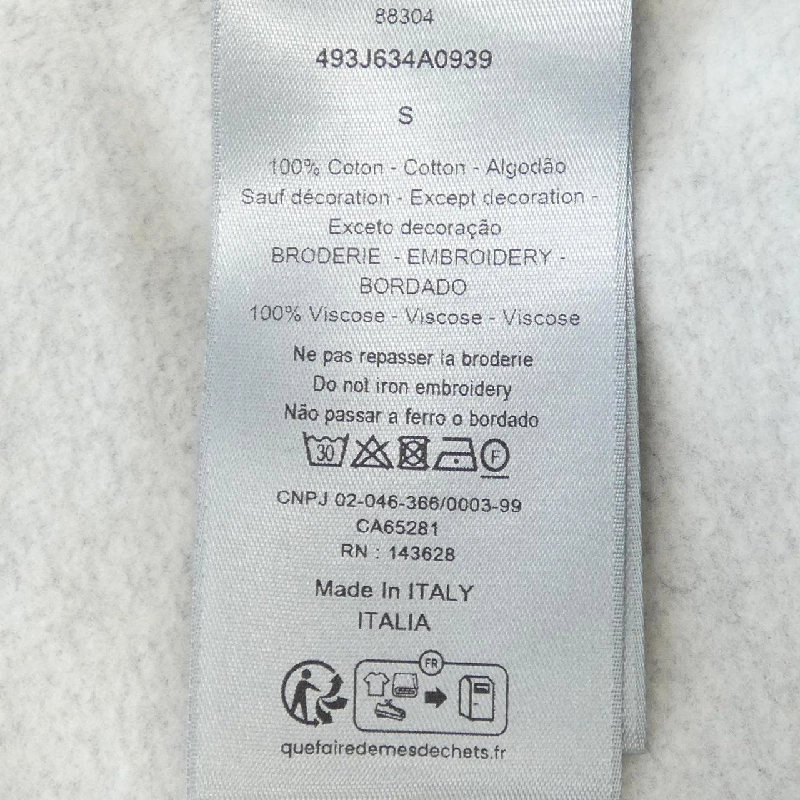 88304
493J634A0939
S
100% Coton - Cotton - Algodão
Sauf décoration - Except decoration -
Exceto decoração
BRODERIE - EMBROIDERY -
BORDADO
100% Viscose - Viscose - Viscose
Ne pas repasser la broderie
Do not iron embroidery
Não passar a ferro o bordado
30 F
CNPJ 02-046-366/0003-99
CA65281
RN : 143628
Made In ITALY
ITALIA
FR
quefairedemesdechets.fr